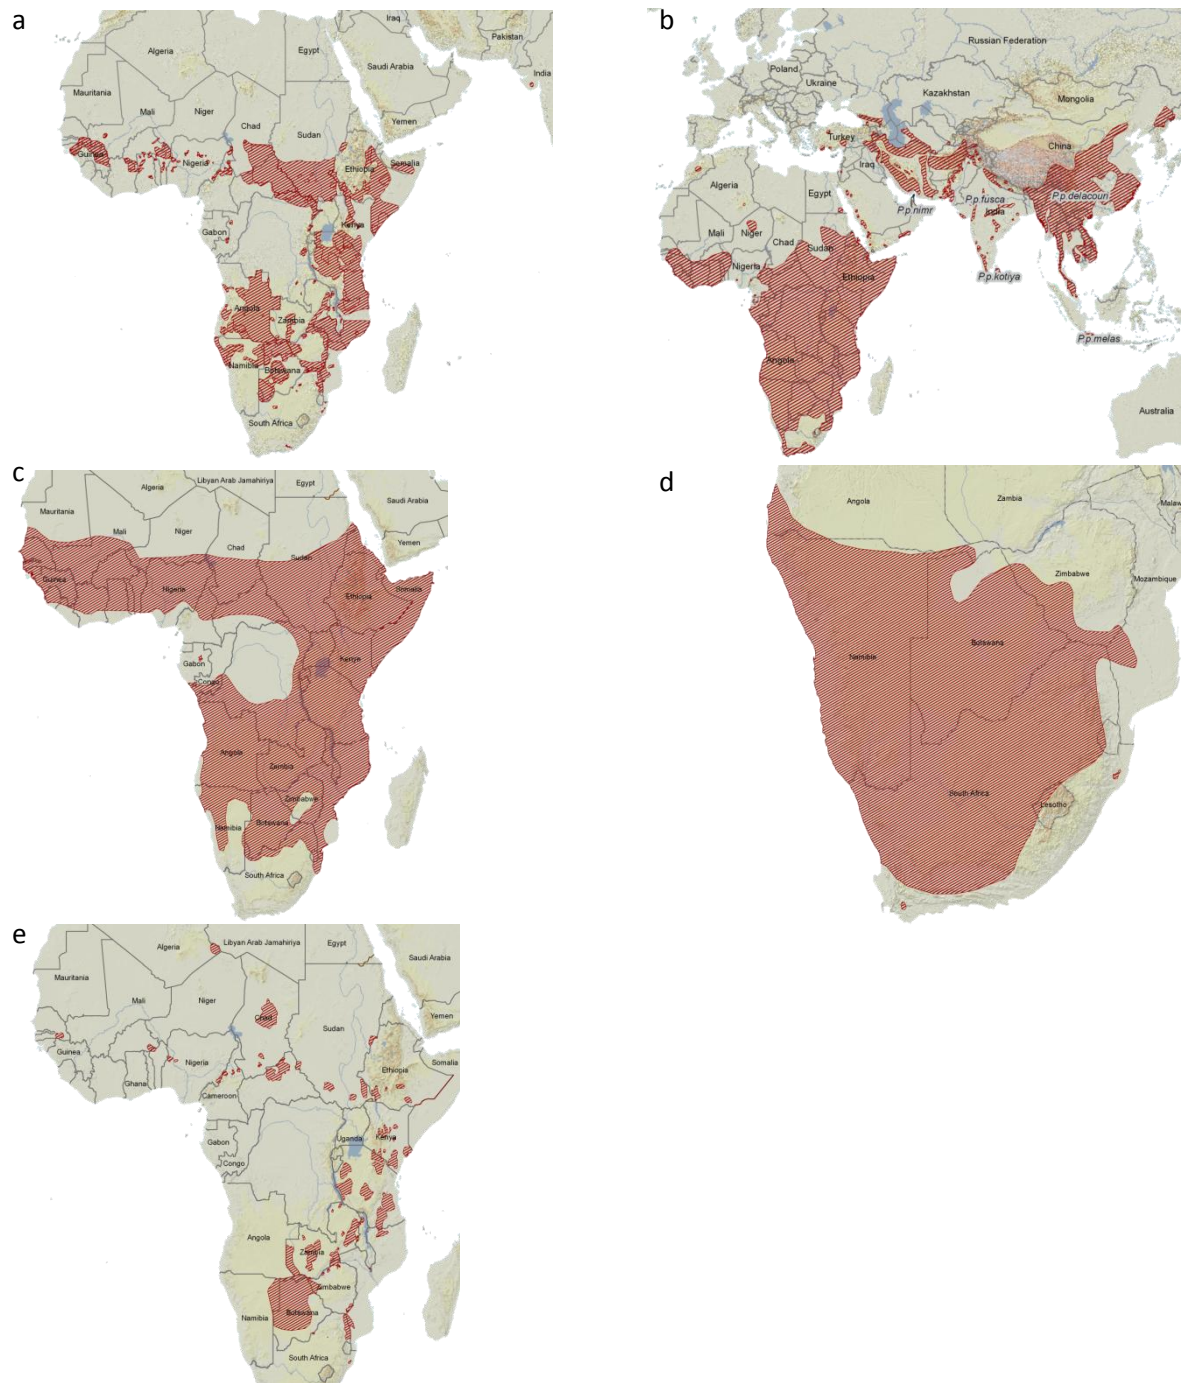 a
Iraq
Pakistan
Algeria
Egypt
Saudi Arabia
India
Mauritania
Mali
Niger
Chad
Sudan
Yemen
Guinea
Nigeria
Ethiopia
Somalia
Gabon
Kenya
Angola
Zambia
Namibia
Botswana
South Africa
b
Russian Federation
Poland
Ukraine
Kazakhstan
Mongolia
Turkey
China
Iraq
Algeria
Egypt
P.p.nimr
P.p.fusca
India
P.p.delacouri
Mali
Niger
Chad
Sudan
Nigeria
Ethiopia
P.p.kotiya
P.p.melas
Angola
Australia
c
Algeria
Libyan Arab Jamahiriya
Egypt
Saudi Arabia
Mauritania
Mali
Niger
Chad
Sudan
Yemen
Guinea
Nigeria
Ethiopia
Somalia
Gabon
Kenya
Congo
Angola
Zambia
Zimbabwe
Namibia
Botswana
South Africa
d
Angola
Zambia
Malaw
Zimbabwe
Mozambique
Namibia
Botswana
South Africa
Lesotho
e
Algeria
Libyan Arab Jamahiriya
Egypt
Saudi Arabia
Mauritania
Mali
Niger
Chad
Sudan
Yemen
Guinea
Nigeria
Ethiopia
Somalia
Ghana
Cameroon
Gabon
Uganda
Kenya
Congo
Angola
Zambia
Zimbabwe
Namibia
Botswana
South Africa